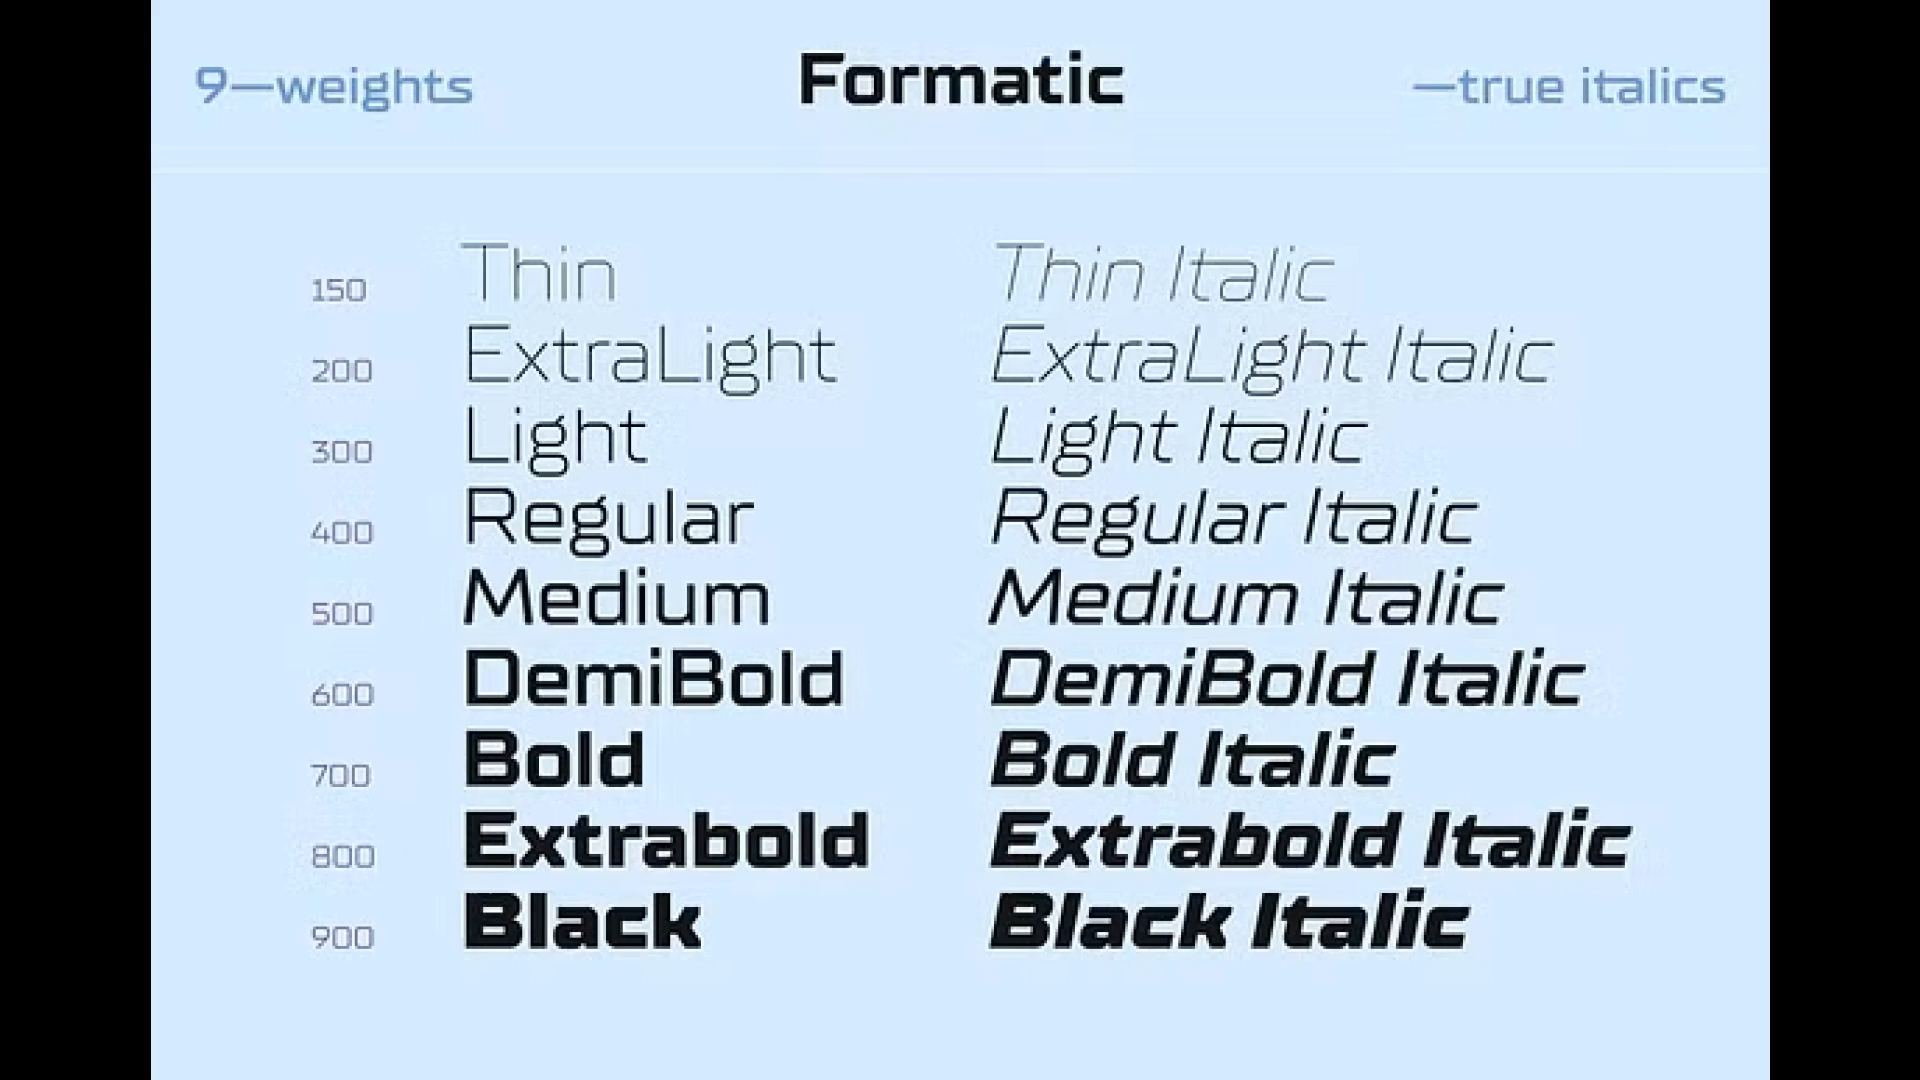 9—weights Formatic —true italics
150 Thin Thin Italic
200 ExtraLight ExtraLight Italic
300 Light Light Italic
400 Regular Regular Italic
500 Medium Medium Italic
600 DemiBold DemiBold Italic
700 Bold Bold Italic
800 Extrabold Extrabold Italic
900 Black Black Italic